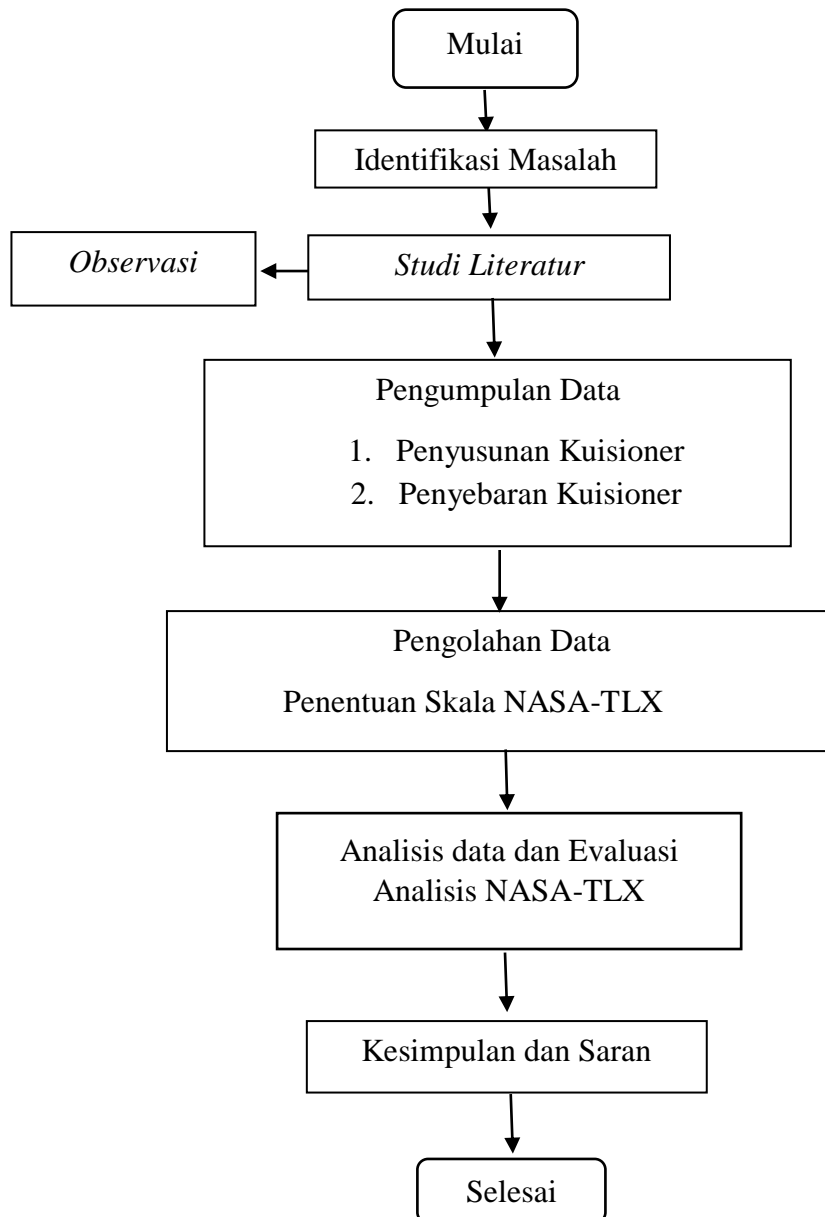 Mulai
Identifikasi Masalah
Observasi
Studi Literatur
Pengumpulan Data
1. Penyusunan Kuisioner
2. Penyebaran Kuisioner
Pengolahan Data
Penentuan Skala NASA-TLX
Analisis data dan Evaluasi
Analisis NASA-TLX
Kesimpulan dan Saran
Selesai